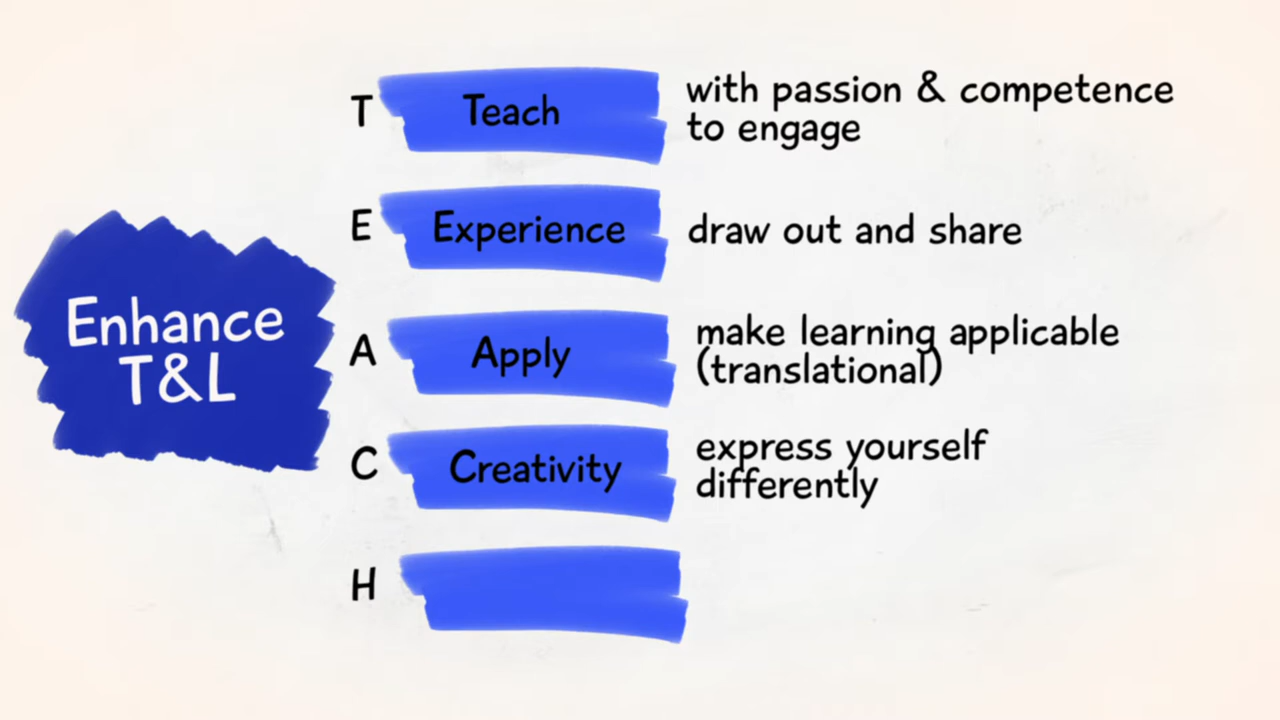 Enhance
T&L
T
Teach
with passion & competence
to engage
E
Experience
draw out and share
A
Apply
make learning applicable
(translational)
C
Creativity
express yourself
differently
H